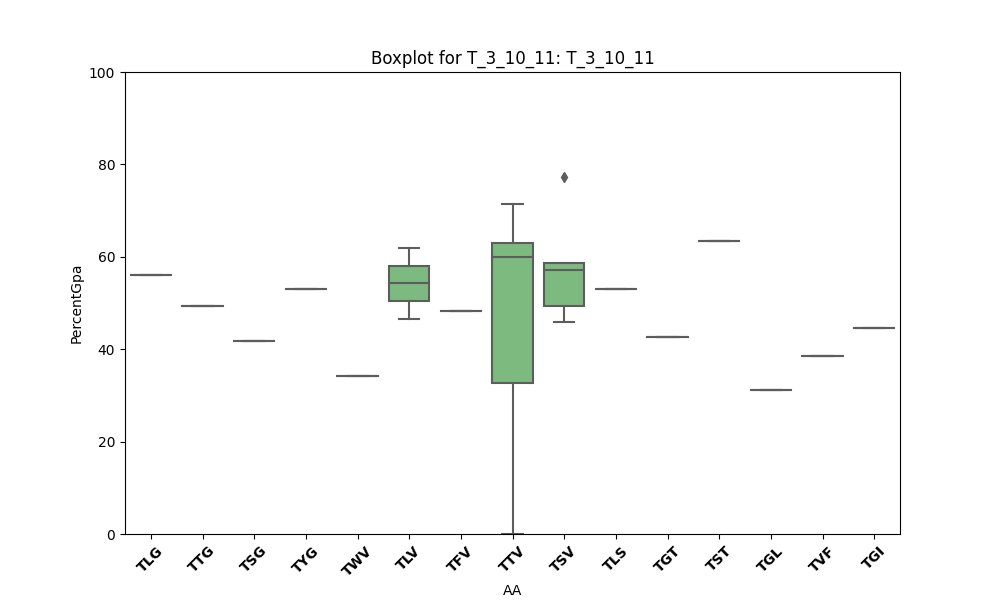 Boxplot for T_3_10_11: T_3_10_11
100
80
60
40
20
0
PercentGpa
TLG TTG TSG TYG TWV TLV TFV TTV TSV TLS TGT TST TGL TVF TGI
AA